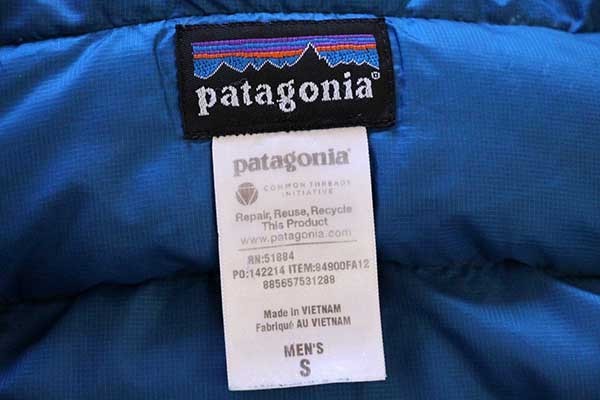 patagonia®
patagonia®
COMMON THREADS
INITIATIVE
Repair, Reuse, Recycle
This Product
www.patagonia.com
RN:51884
PO:142214 ITEM:84900FA12
885657531288
Made in VIETNAM
Fabriqué AU VIETNAM
MEN'S
S